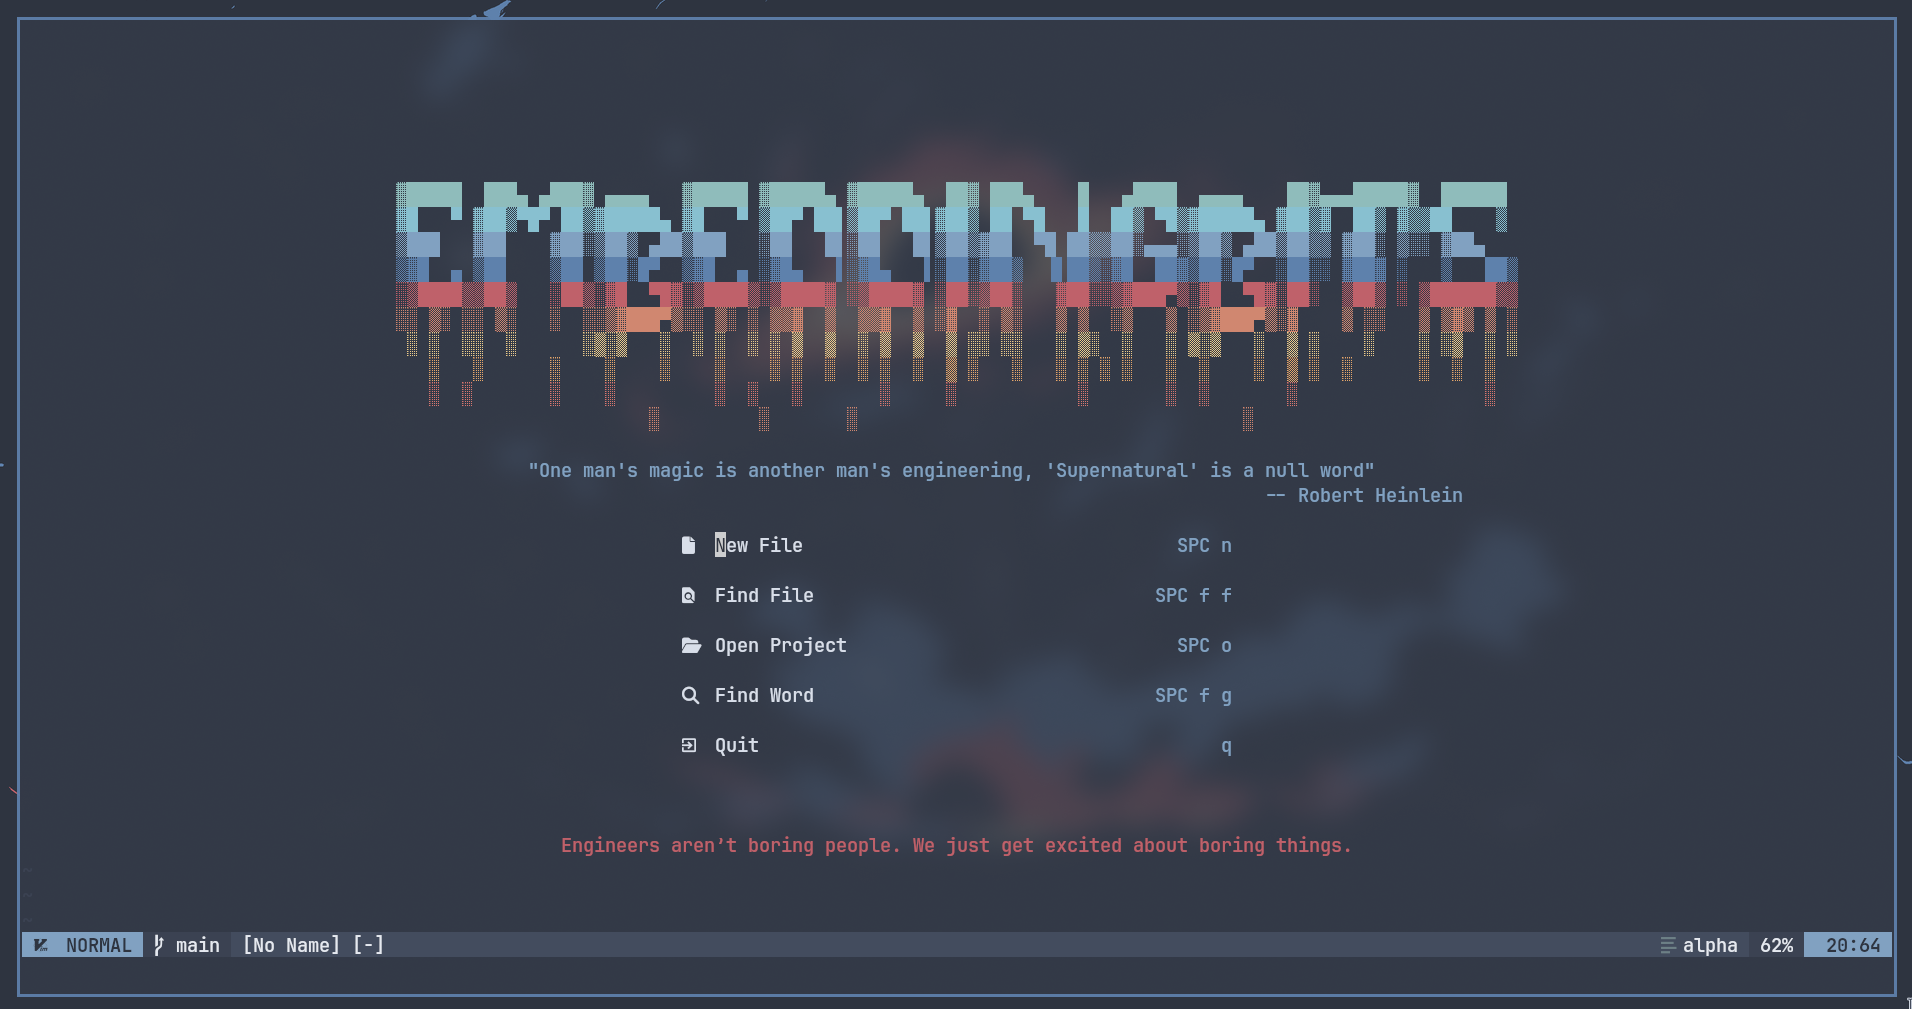 "One man's magic is another man's engineering, 'Supernatural' is a null word"
-- Robert Heinlein
New File SPC n
Find File SPC f f
Open Project SPC o
Find Word SPC f g
Quit q
Engineers aren’t boring people. We just get excited about boring things.
NORMAL main [No Name] [-] alpha 62% 20:64